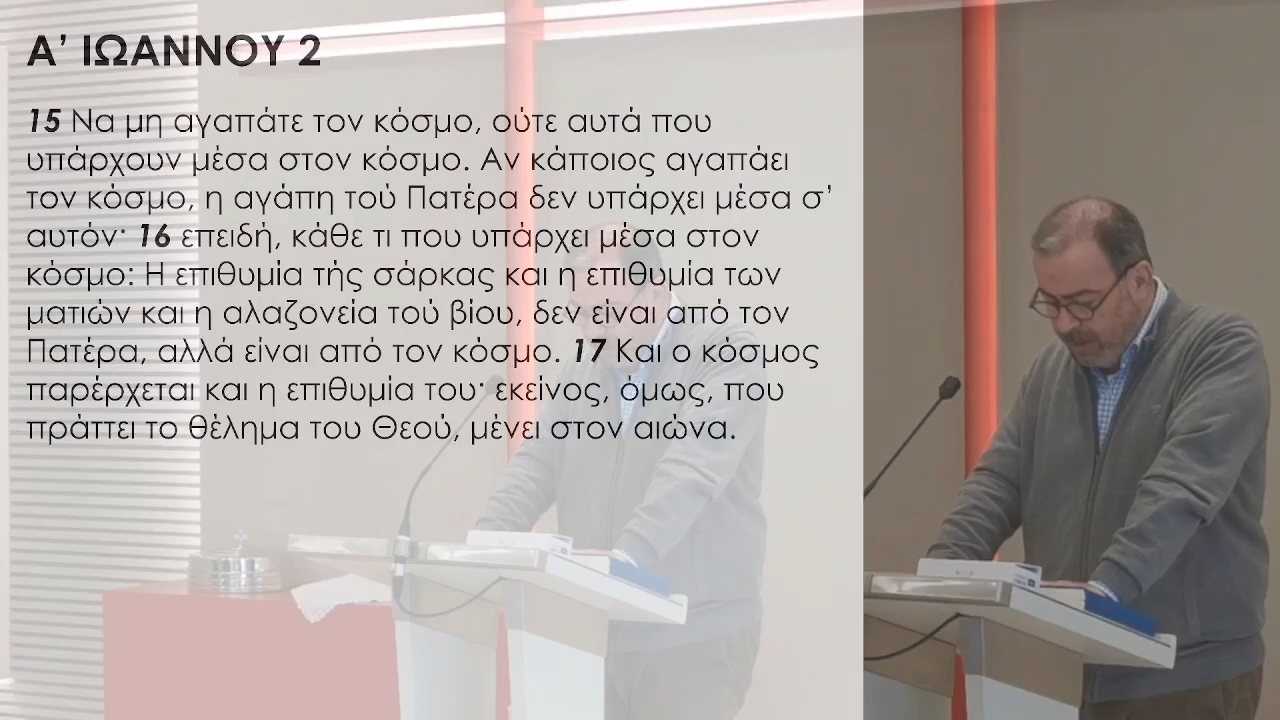 Α’ ΙΩΑΝΝΟΥ 2
15 Να μη αγαπάτε τον κόσμο, ούτε αυτά που
υπάρχουν μέσα στον κόσμο. Αν κάποιος αγαπάει
τον κόσμο, η αγάπη τού Πατέρα δεν υπάρχει μέσα σ’
αυτόν· 16 επειδή, κάθε τι που υπάρχει μέσα στον
κόσμο: Η επιθυμία τής σάρκας και η επιθυμία των
ματιών και η αλαζονεία τού βίου, δεν είναι από τον
Πατέρα, αλλά είναι από τον κόσμο. 17 Και ο κόσμος
παρέρχεται και η επιθυμία του· εκείνος, όμως, που
πράττει το θέλημα του Θεού, μένει στον αιώνα.